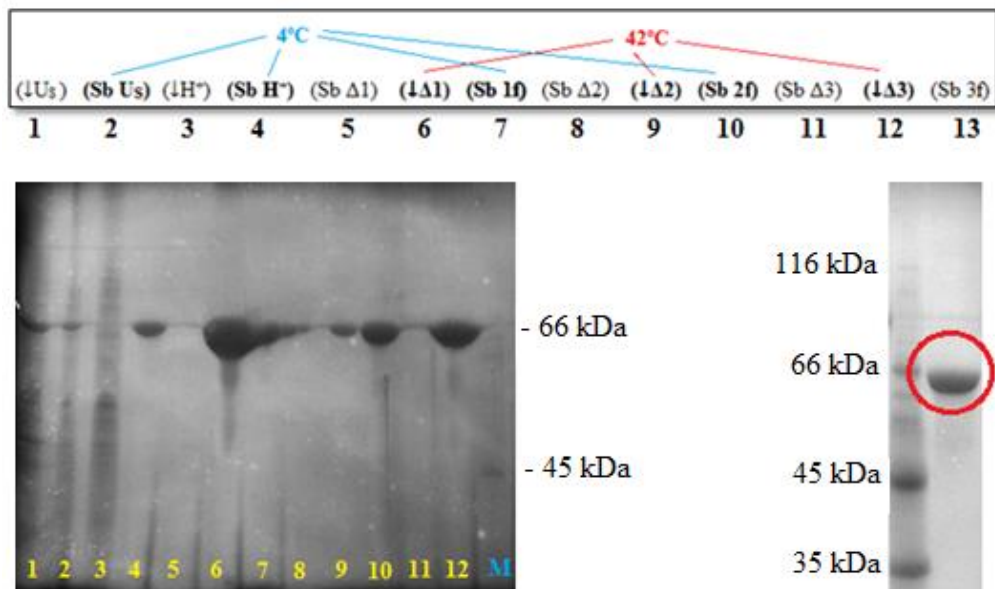 4ºC 42ºC
(↓Us) (Sb Us) (↓H⁺) (Sb H⁺) (Sb Δ1) (↓Δ1) (Sb 1f) (Sb Δ2) (↓Δ2) (Sb 2f) (Sb Δ3) (↓Δ3) (Sb 3f)
1 2 3 4 5 6 7 8 9 10 11 12 13
116 kDa
- 66 kDa
66 kDa
- 45 kDa
45 kDa
35 kDa
1 2 3 4 5 6 7 8 9 10 11 12 M